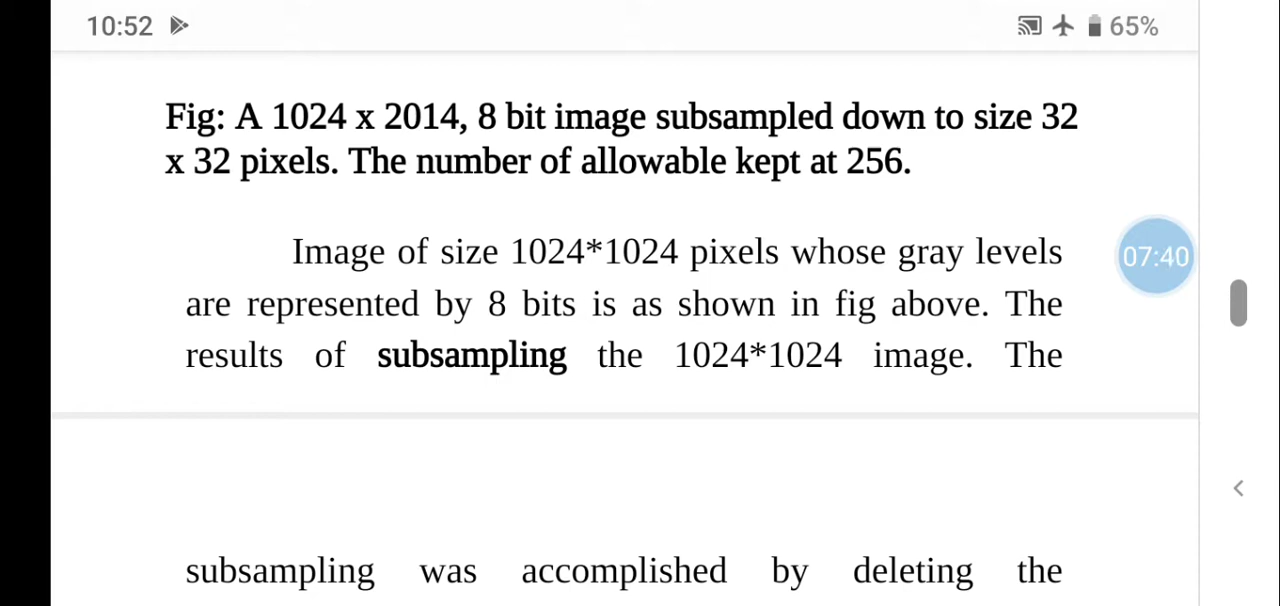 10:52 65%
Fig: A 1024 x 2014, 8 bit image subsampled down to size 32
x 32 pixels. The number of allowable kept at 256.
Image of size 1024*1024 pixels whose gray levels
07:40
are represented by 8 bits is as shown in fig above. The
results of subsampling the 1024*1024 image. The
subsampling was accomplished by deleting the